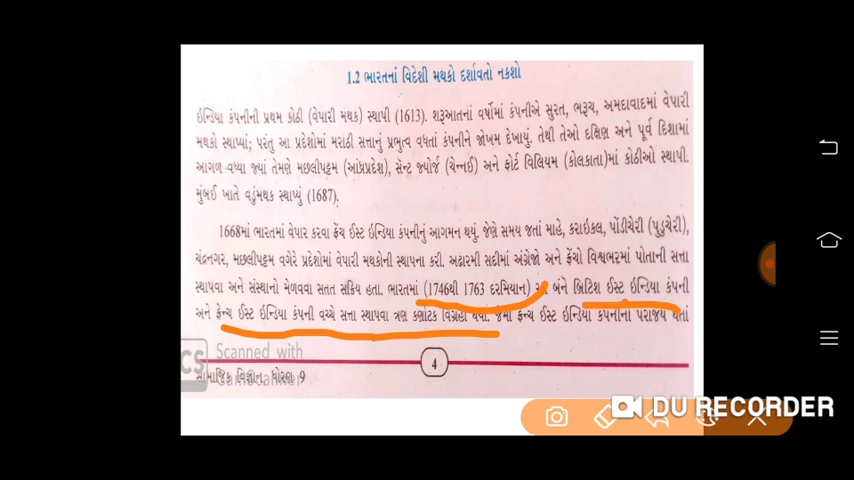 1.2 ભારતનાં વિદેશી મથકો દર્શાવતો નકશો
ઇન્ડિયા કંપનીની પ્રથમ કોઠી (વેપારી મથક) સ્થાપી (1613). શરૂઆતનાં વર્ષોમાં કંપનીએ સુરત, ભરૂચ, અમદાવાદમાં વેપારી
મથકો સ્થાપ્યાં; પરંતુ આ પ્રદેશોમાં મરાઠી સત્તાનું પ્રભુત્વ વધતાં કંપનીને જોખમ દેખાયું. તેથી તેઓ દક્ષિણ અને પૂર્વ દિશામાં
આગળ વધ્યા જ્યાં તેમણે મછલીપટ્ટમ (આંધ્રપ્રદેશ), સેન્ટ જ્યોર્જ (ચેન્નઈ) અને ફોર્ટ વિલિયમ (કોલકાતા)માં કોઠીઓ સ્થાપી.
મુંબઈ ખાતે વડુંમથક સ્થાપ્યું (1687).
1668માં ભારતમાં વેપાર કરવા ફ્રેંચ ઈસ્ટ ઇન્ડિયા કંપનીનું આગમન થયું. જેણે સમય જતાં માહે, કરાઇકલ, પોંડીચેરી (પુડુચેરી),
ચંદ્રનગર, મછલીપટ્ટમ વગેરે પ્રદેશોમાં વેપારી મથકોની સ્થાપના કરી. અઢારમી સદીમાં અંગ્રેજો અને ફ્રેંચો વિશ્વભરમાં પોતાની સત્તા
સ્થાપવા અને સંસ્થાનો મેળવવા સતત સક્રિય હતા. ભારતમાં (1746થી 1763 દરમિયાન) આ બંને બ્રિટિશ ઈસ્ટ ઇન્ડિયા કંપની
અને ફ્રેન્ચ ઈસ્ટ ઇન્ડિયા કંપની વચ્ચે સત્તા સ્થાપવા ત્રણ કર્ણાટક વિગ્રહો થયા. જેમાં ફ્રેન્ચ ઈસ્ટ ઇન્ડિયા કંપનીનો પરાજય થતાં
CS Scanned with
CamScanner
4
સામાજિક વિજ્ઞાન, ધોરણ 9
DU RECORDER